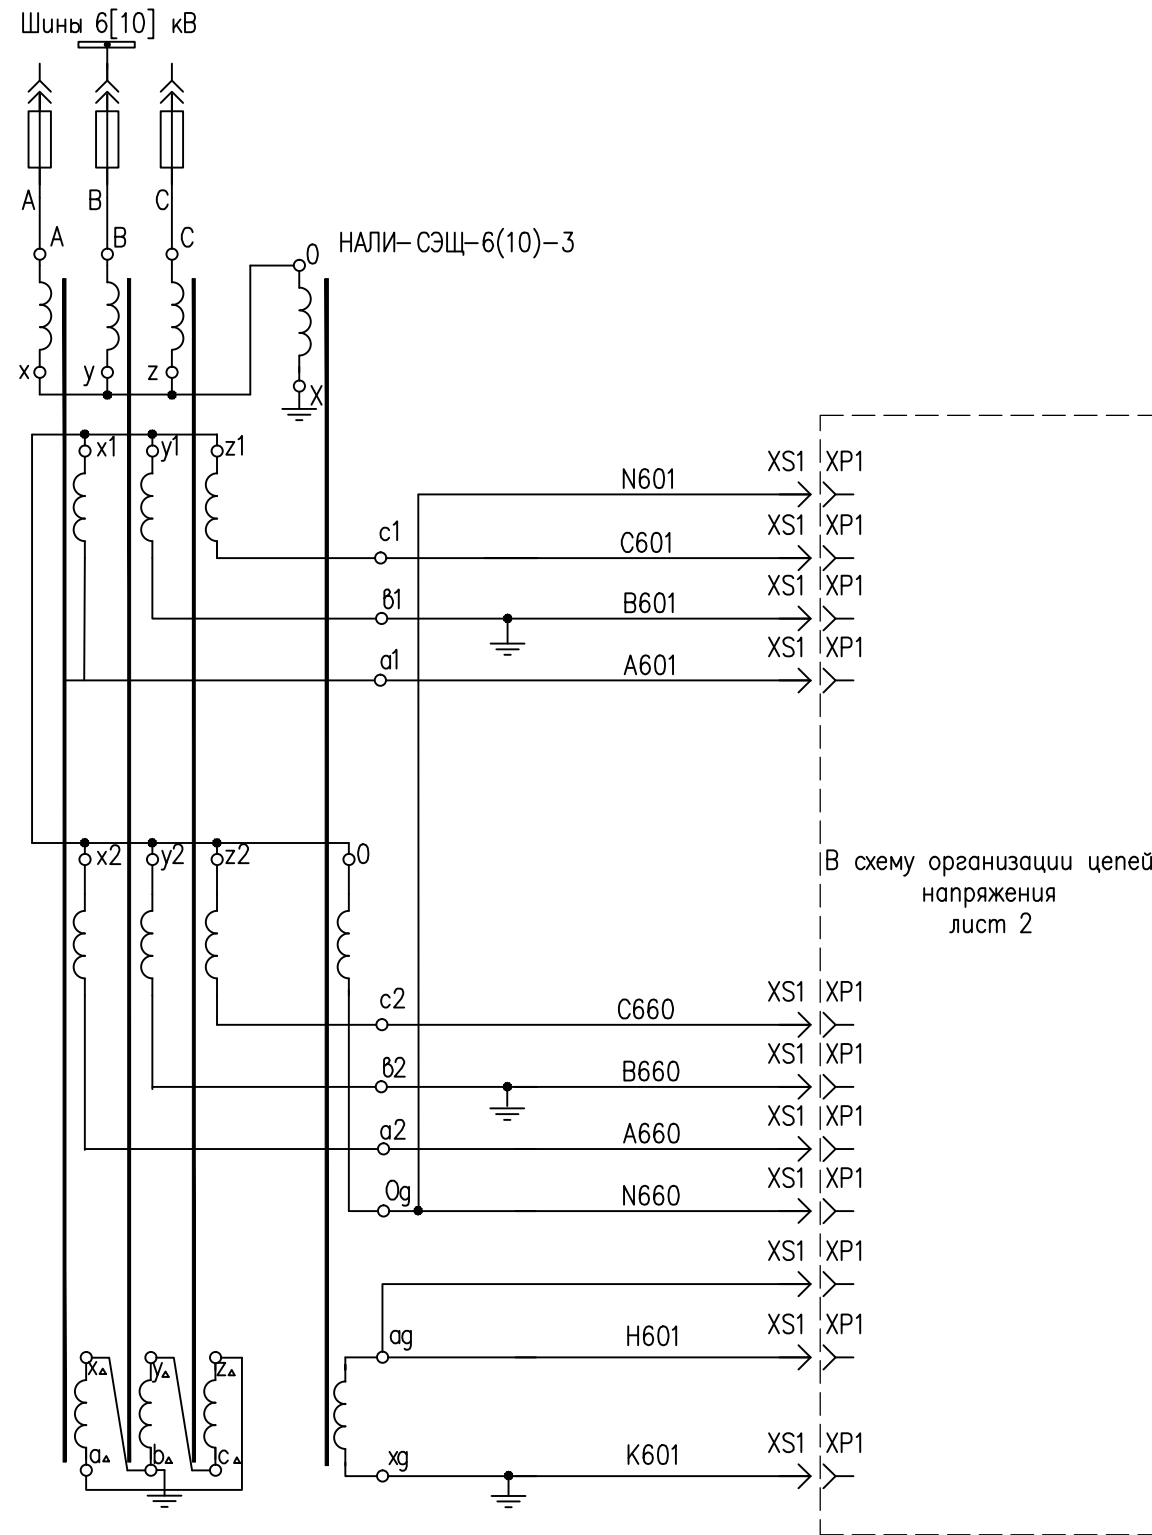 Шины 6[10] кВ
A B C
A B C
O НАЛИ-СЭЩ-6(10)-3
x y z
X
x1 y1 z1
XS1 XP1
N601
c1 C601 XS1 XP1
в1 B601 XS1 XP1
a1 A601 XS1 XP1
x2 y2 z2 O
В схему организации цепей
напряжения
лист 2
c2 C660 XS1 XP1
в2 B660 XS1 XP1
a2 A660 XS1 XP1
Og N660 XS1 XP1
XS1 XP1
ag H601 XS1 XP1
x△ y△ z△
a△ b△ c△
xg K601 XS1 XP1